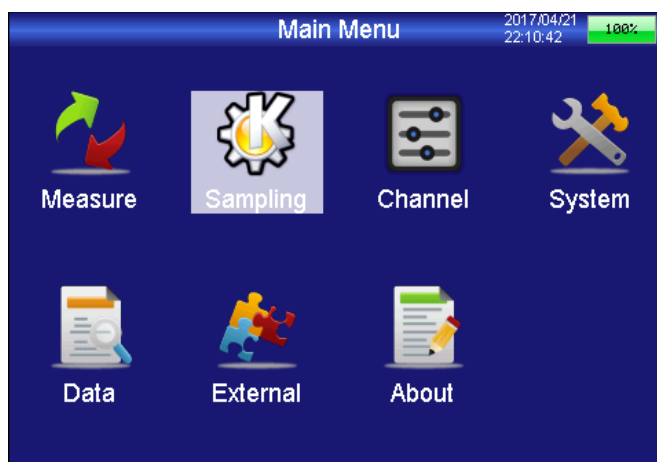 Main Menu
2017/04/21
22:10:42
100%
Measure
Sampling
Channel
System
Data
External
About